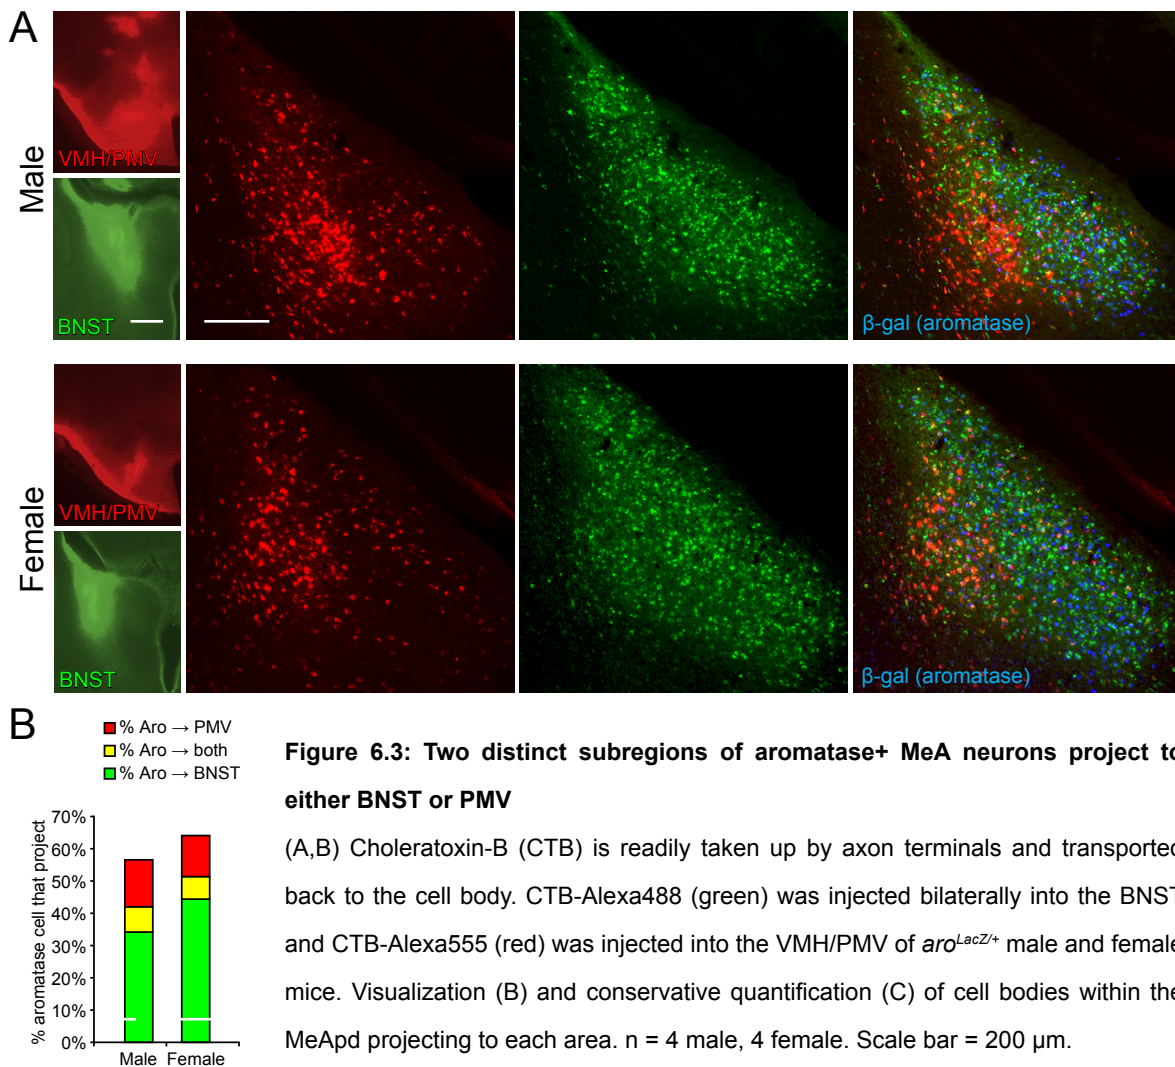 A
Male
VMH/PMV
BNST
β-gal (aromatase)
Female
VMH/PMV
BNST
β-gal (aromatase)
B
% Aro → PMV
% Aro → both
% Aro → BNST
% aromatase cell that project
70%
60%
50%
40%
30%
20%
10%
0%
Male Female
Figure 6.3: Two distinct subregions of aromatase+ MeA neurons project to
either BNST or PMV
(A,B) Choleratoxin-B (CTB) is readily taken up by axon terminals and transported
back to the cell body. CTB-Alexa488 (green) was injected bilaterally into the BNST
and CTB-Alexa555 (red) was injected into the VMH/PMV of aro^LacZ/+ male and female
mice. Visualization (B) and conservative quantification (C) of cell bodies within the
MeApd projecting to each area. n = 4 male, 4 female. Scale bar = 200 μm.